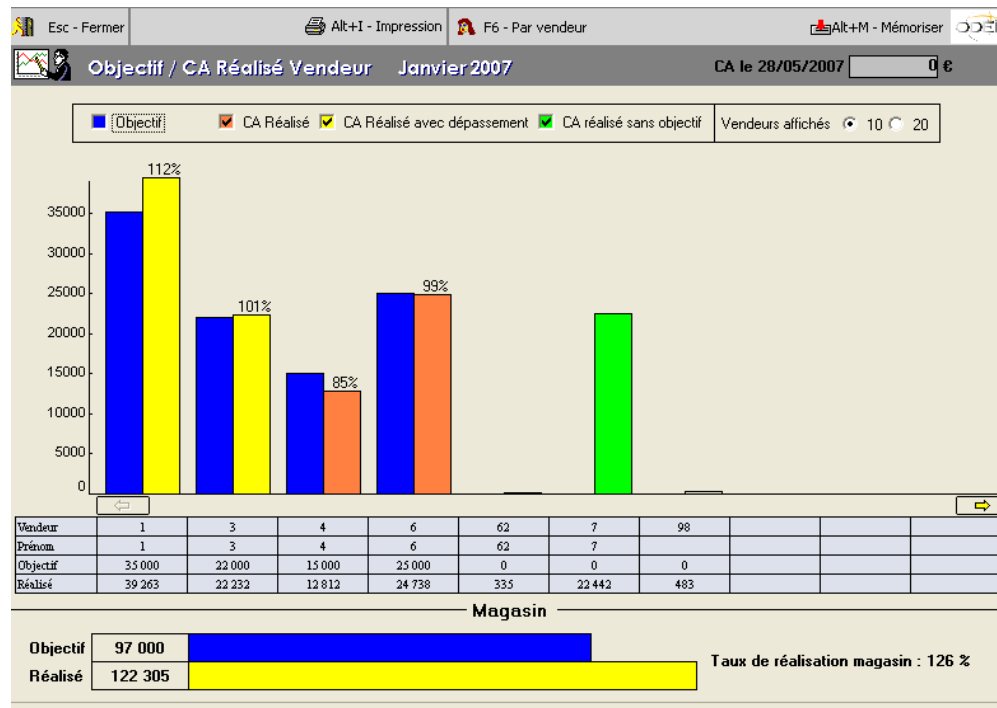 Esc - Fermer Alt+I - Impression F6 - Par vendeur Alt+M - Mémoriser
Objectif / CA Réalisé Vendeur Janvier 2007 CA le 28/05/2007 0 €
Objectif CA Réalisé CA Réalisé avec dépassement CA réalisé sans objectif Vendeurs affichés 10 20
112%
35000
30000
25000 99%
101%
20000
15000
85%
10000
5000
0
Vendeur 1 3 4 6 62 7 98
Prénom 1 3 4 6 62 7
Objectif 35 000 22 000 15 000 25 000 0 0 0
Réalisé 39 263 22 232 12 812 24 738 335 22 442 483
Magasin
Objectif 97 000
Taux de réalisation magasin : 126 %
Réalisé 122 305